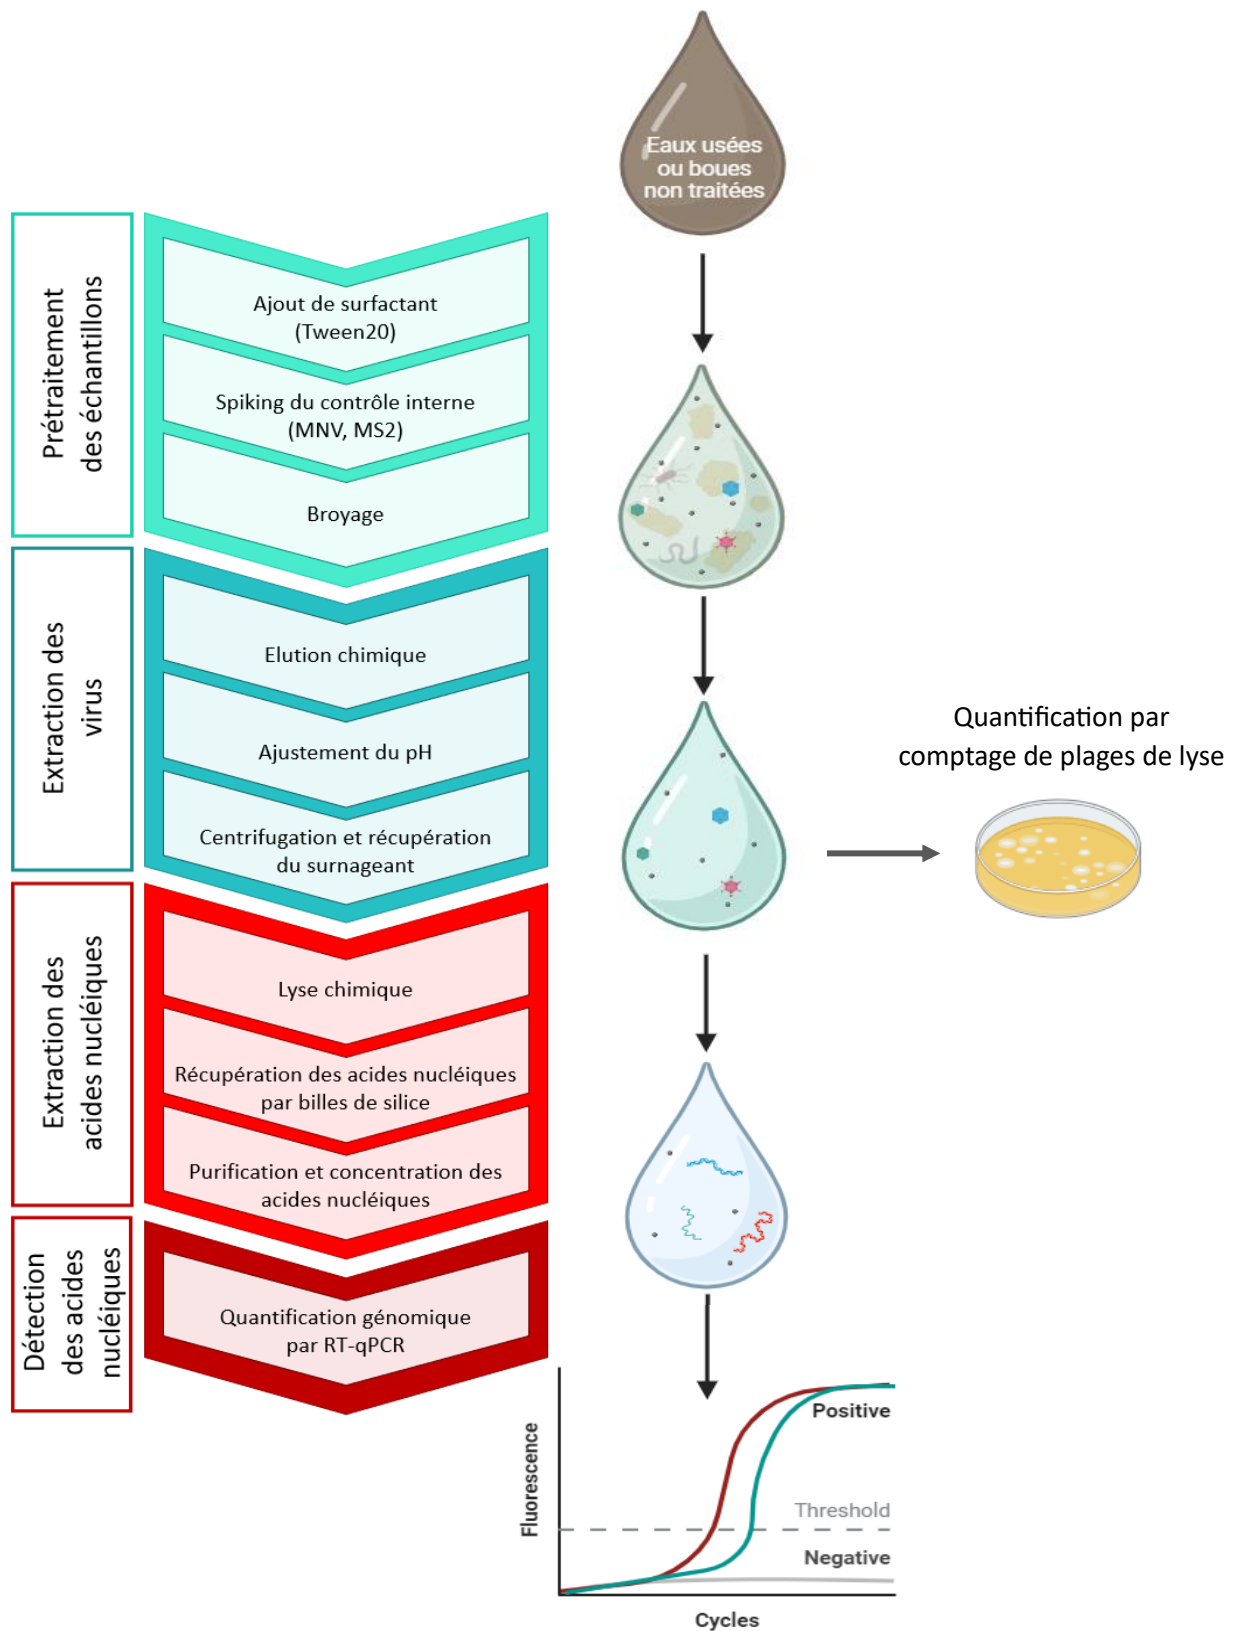 Eaux usées
ou boues
non traitées
Prétraitement
des échantillons
Ajout de surfactant
(Tween20)
Spiking du contrôle interne
(MNV, MS2)
Broyage
Extraction des
virus
Elution chimique
Ajustement du pH
Centrifugation et récupération
du surnageant
Quantification par
comptage de plages de lyse
Extraction des
acides nucléiques
Lyse chimique
Récupération des acides nucléiques
par billes de silice
Purification et concentration des
acides nucléiques
Détection
des acides
nucléiques
Quantification génomique
par RT-qPCR
Fluorescence
Positive
Threshold
Negative
Cycles